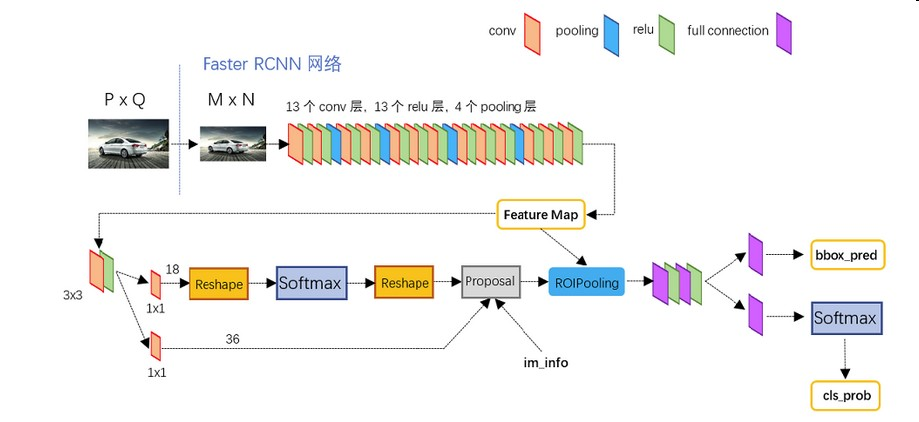 conv
pooling
relu
full connection
Faster RCNN 网络
P x Q
M x N
13 个 conv 层, 13 个 relu 层, 4 个 pooling 层
Feature Map
3x3
18
1x1
Reshape
Softmax
Reshape
Proposal
ROIPooling
bbox_pred
Softmax
36
1x1
im_info
cls_prob